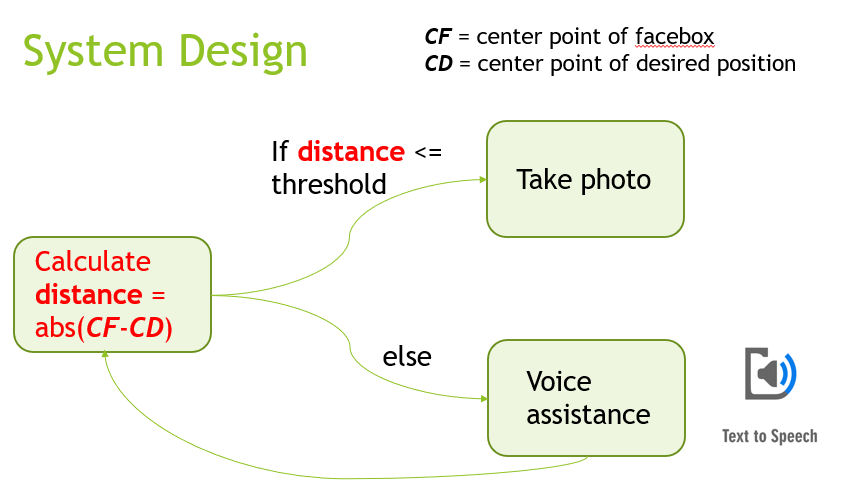 System Design
CF = center point of facebox
CD = center point of desired position
If distance <=
threshold
Take photo
Calculate
distance =
abs(CF-CD)
else
Voice
assistance
Text to Speech